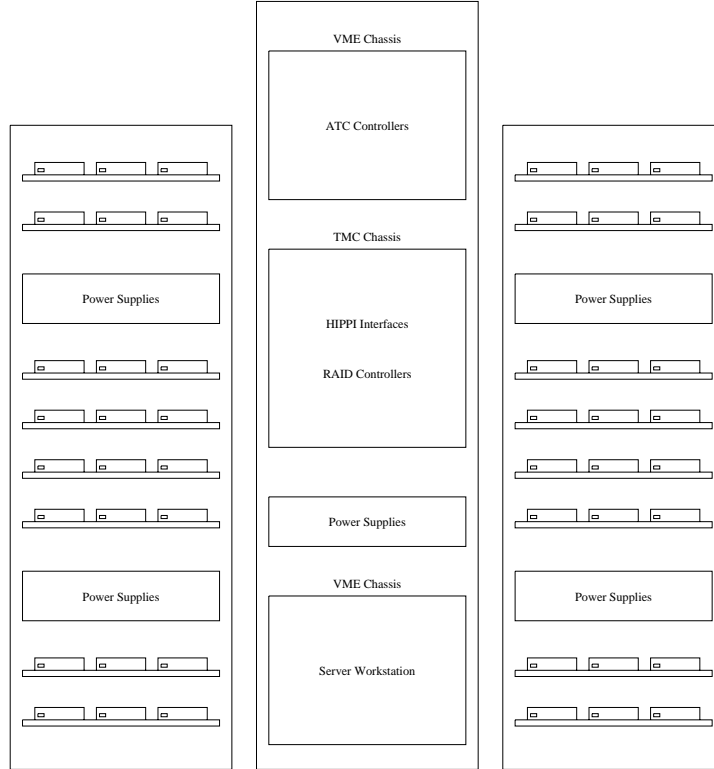 VME Chassis
ATC Controllers
TMC Chassis
Power Supplies
HIPPI Interfaces
Power Supplies
RAID Controllers
Power Supplies
VME Chassis
Power Supplies
Power Supplies
Server Workstation